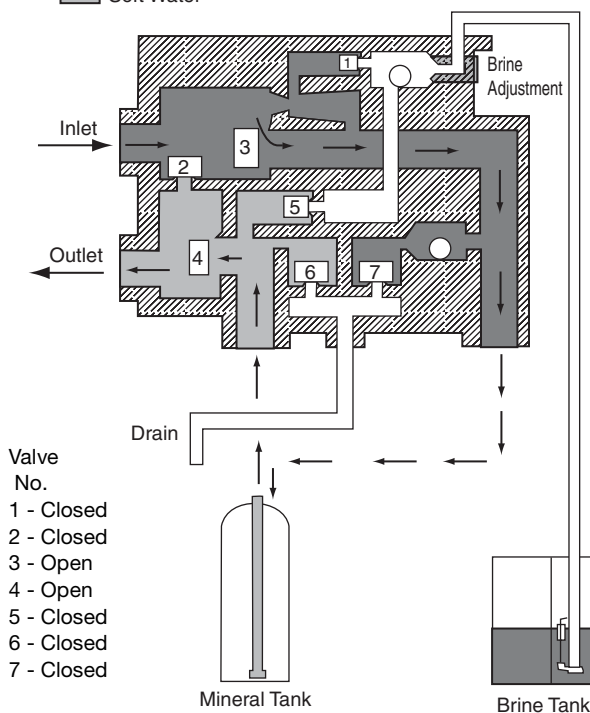 Soft Water
1
Brine
Adjustment
Inlet
2
3
5
Outlet
4
6
7
Drain
Valve
No.
1 - Closed
2 - Closed
3 - Open
4 - Open
5 - Closed
6 - Closed
7 - Closed
Mineral Tank
Brine Tank